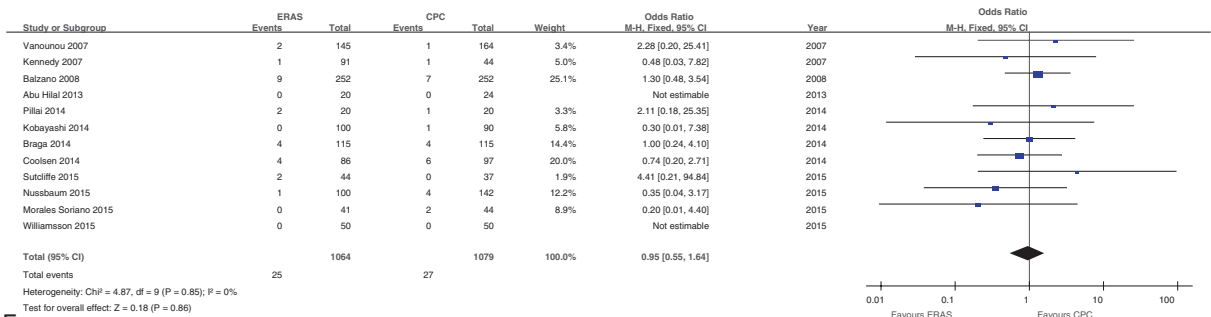 ERAS CPC Odds Ratio Odds Ratio
Study or Subgroup Events Total Events Total Weight M-H, Fixed, 95% CI Year M-H, Fixed, 95% CI
Vanounou 2007 2 145 1 164 3.4% 2.28 [0.20, 25.41] 2007
Kennedy 2007 1 91 1 44 5.0% 0.48 [0.03, 7.82] 2007
Balzano 2008 9 252 7 252 25.1% 1.30 [0.48, 3.54] 2008
Abu Hilal 2013 0 20 0 24 Not estimable 2013
Pillai 2014 2 20 1 20 3.3% 2.11 [0.18, 25.35] 2014
Kobayashi 2014 0 100 1 90 5.8% 0.30 [0.01, 7.38] 2014
Braga 2014 4 115 4 115 14.4% 1.00 [0.24, 4.10] 2014
Coolsen 2014 4 86 6 97 20.0% 0.74 [0.20, 2.71] 2014
Sutcliffe 2015 2 44 0 37 1.9% 4.41 [0.21, 94.84] 2015
Nussbaum 2015 1 100 4 142 12.2% 0.35 [0.04, 3.17] 2015
Morales Soriano 2015 0 41 2 44 8.9% 0.20 [0.01, 4.40] 2015
Williamsson 2015 0 50 0 50 Not estimable 2015
Total (95% CI) 1064 1079 100.0% 0.95 [0.55, 1.64]
Total events 25 27
Heterogeneity: Chi² = 4.87, df = 9 (P = 0.85); I² = 0%
Test for overall effect: Z = 0.18 (P = 0.86)
0.01 0.1 1 10 100
Favours ERAS Favours CPC